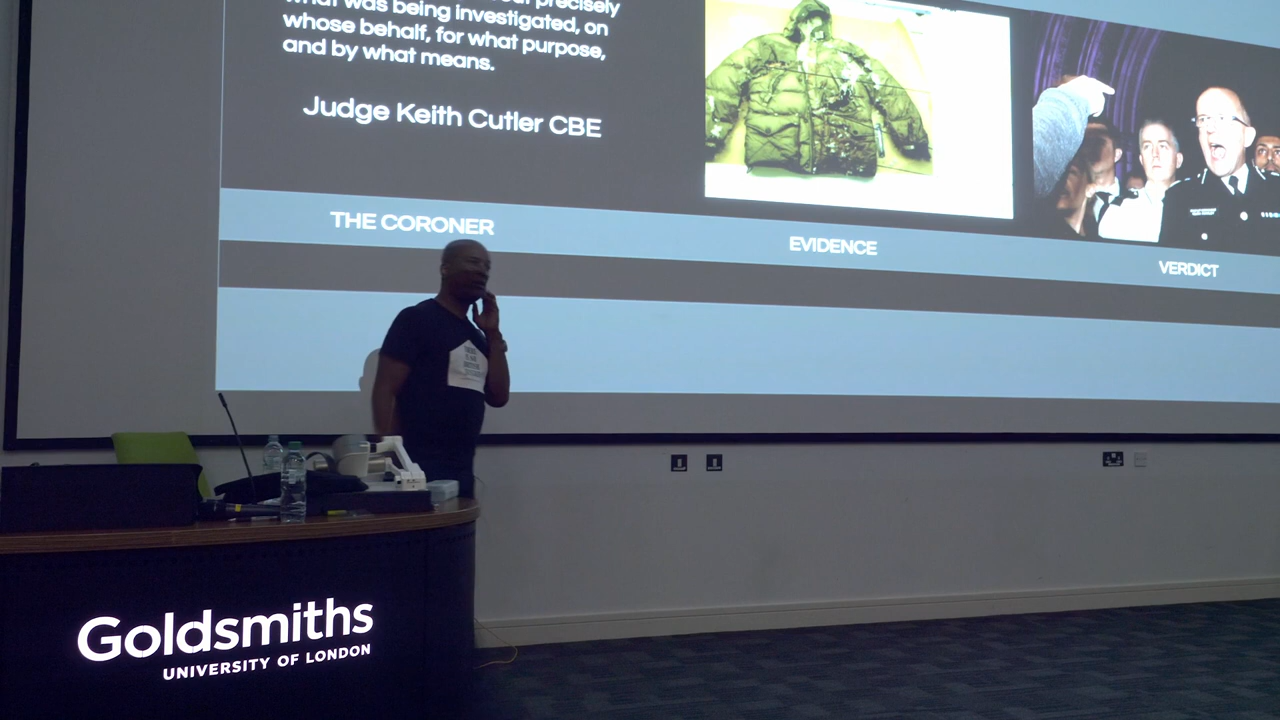 precisely
what was being investigated, on
whose behalf, for what purpose,
and by what means.
Judge Keith Cutler CBE
THE CORONER
EVIDENCE
VERDICT
Goldsmiths
UNIVERSITY OF LONDON